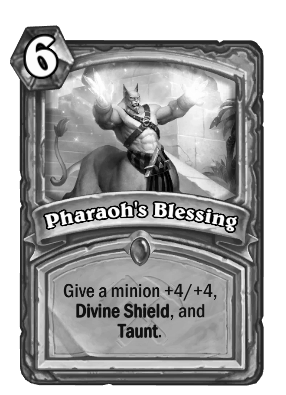 6
Pharaoh's Blessing
Give a minion +4/+4,
Divine Shield, and
Taunt.